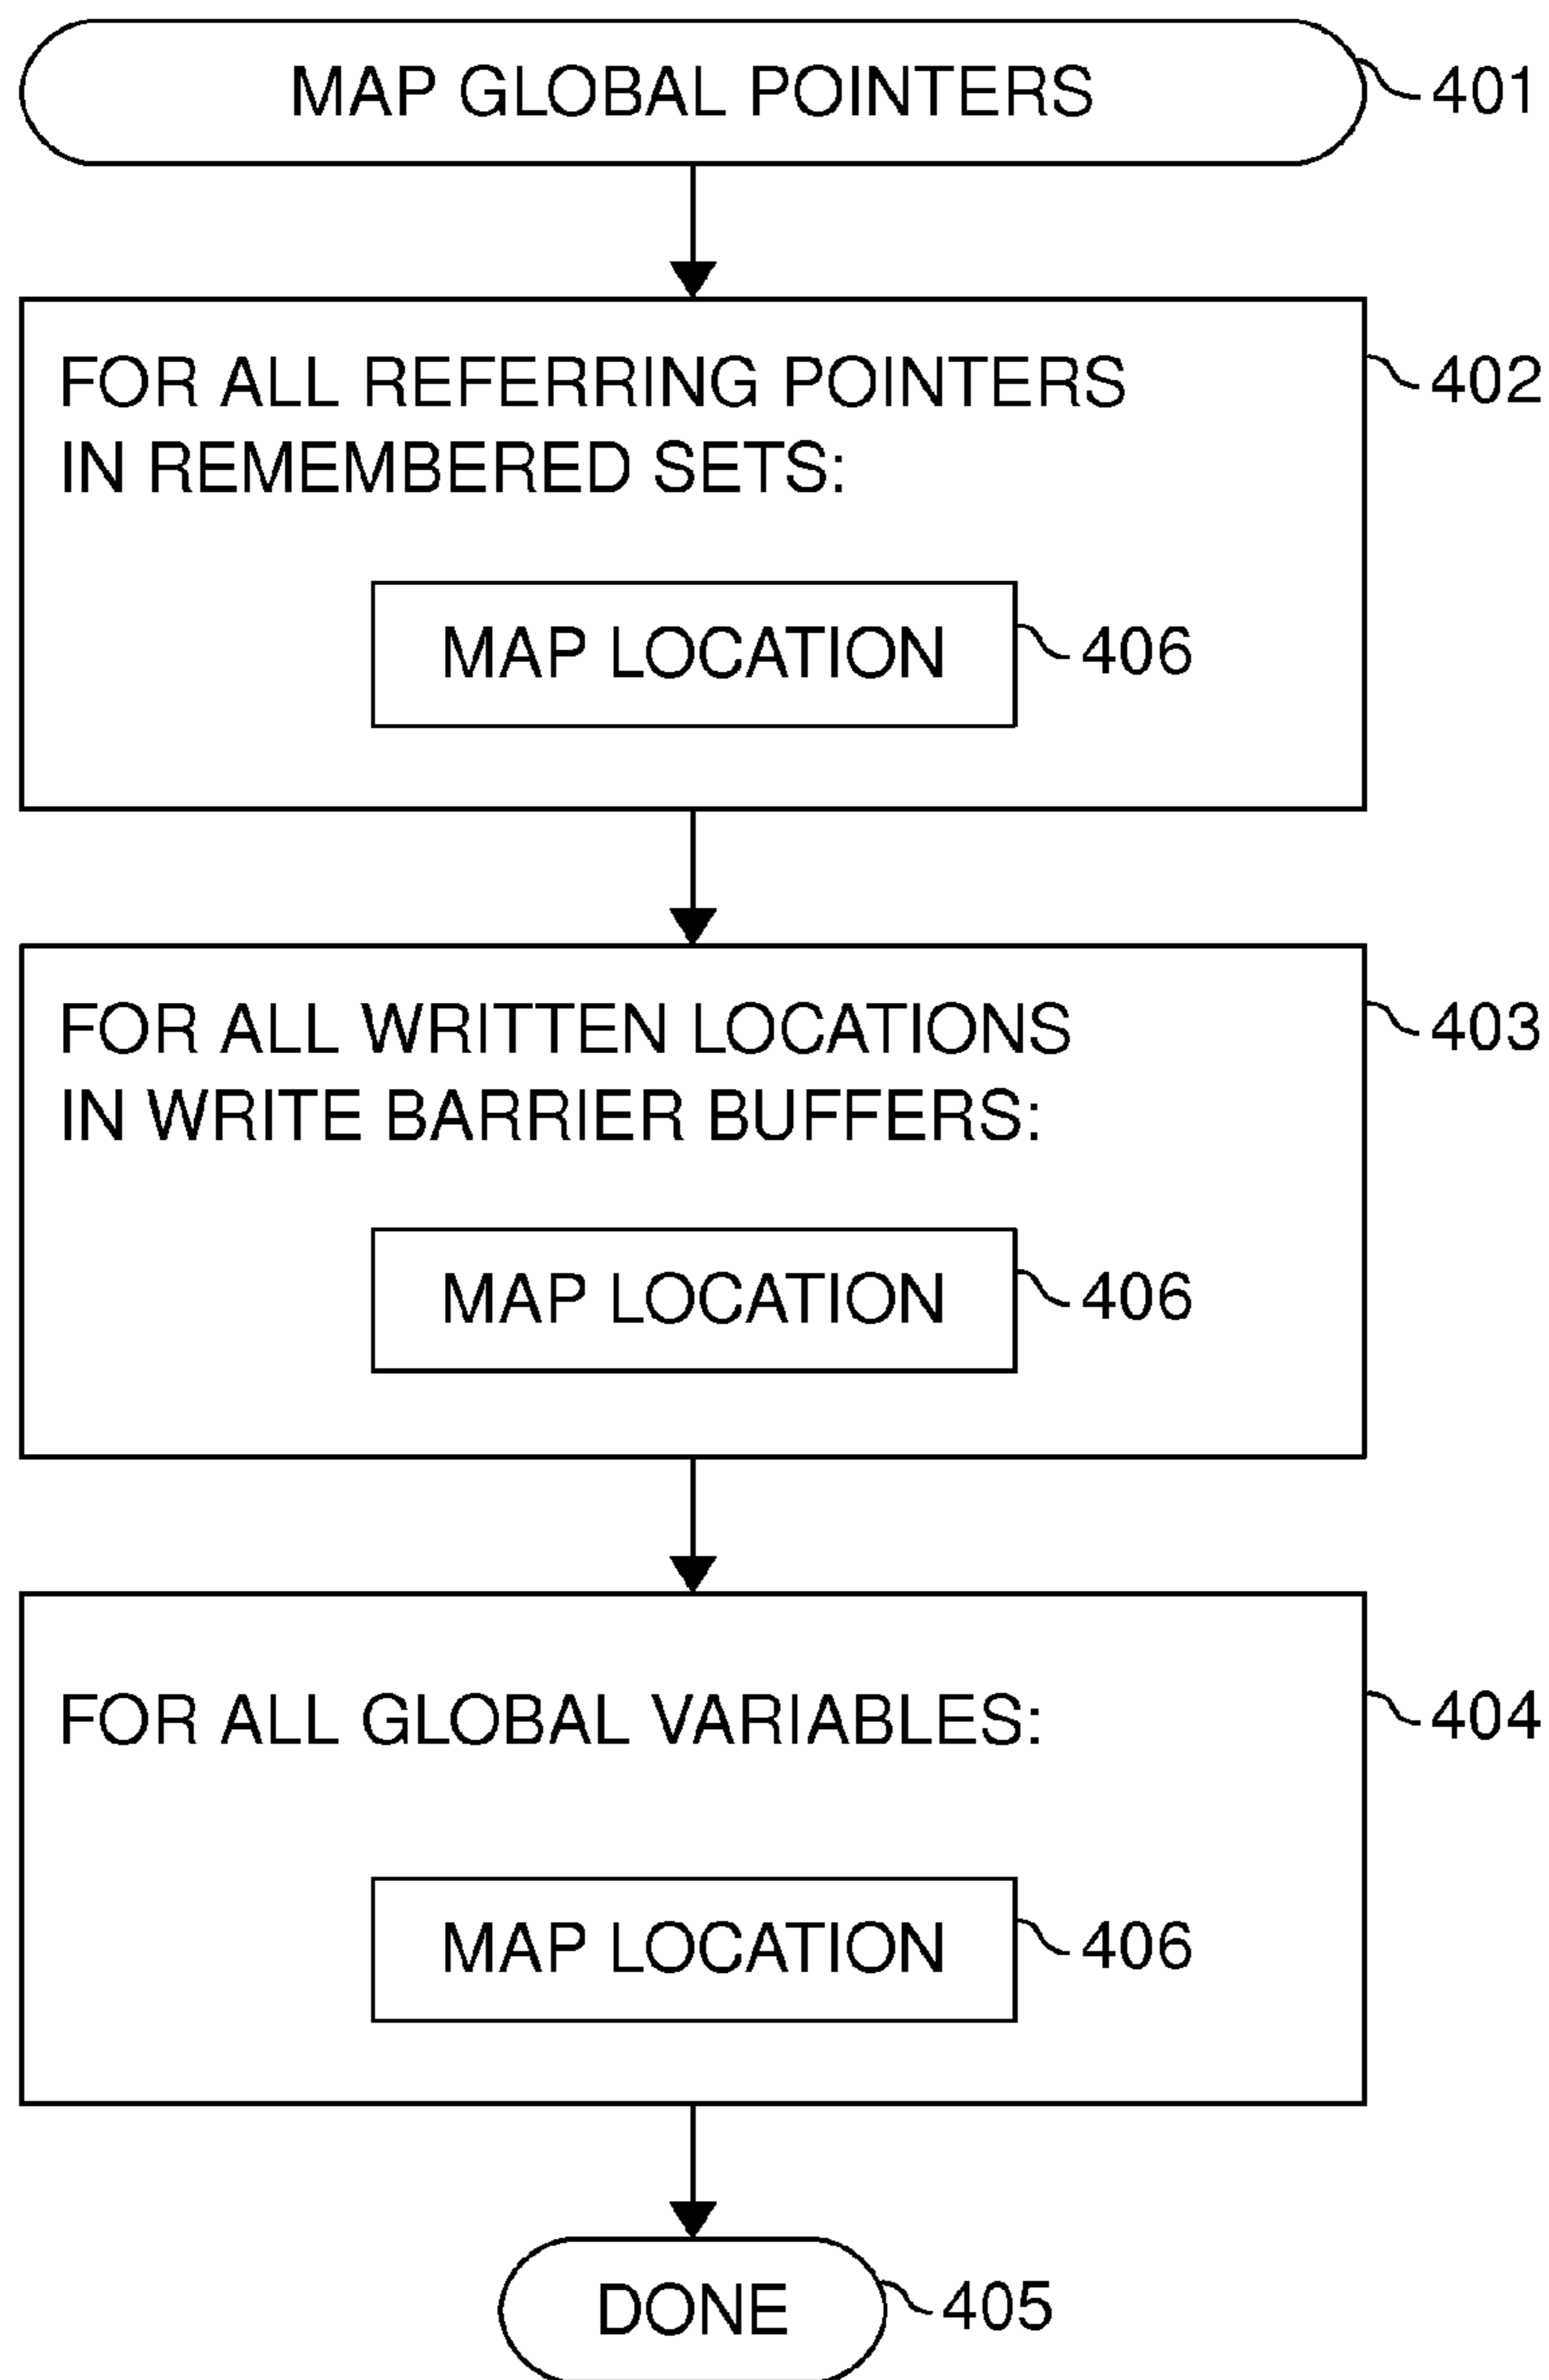 MAP GLOBAL POINTERS 401
FOR ALL REFERRING POINTERS 402
IN REMEMBERED SETS:
MAP LOCATION 406
FOR ALL WRITTEN LOCATIONS 403
IN WRITE BARRIER BUFFERS:
MAP LOCATION 406
FOR ALL GLOBAL VARIABLES: 404
MAP LOCATION 406
DONE 405